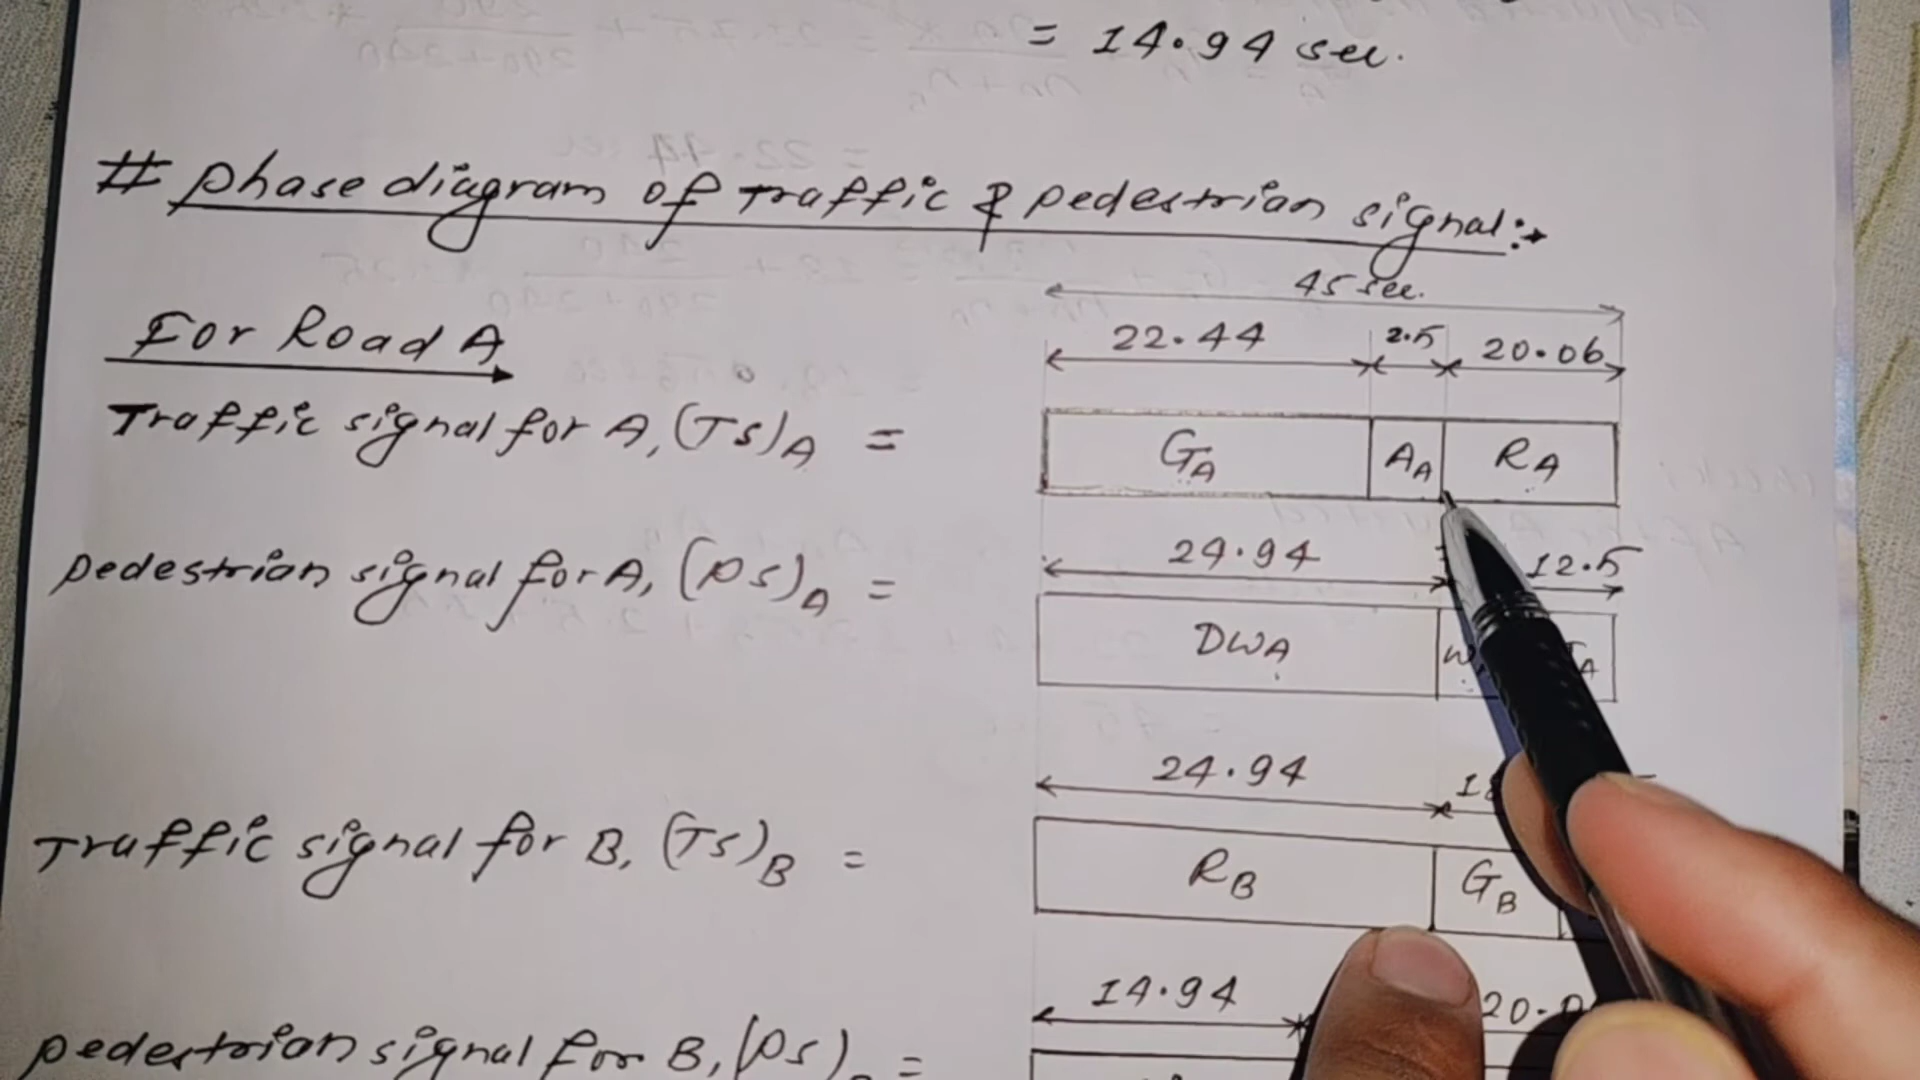 = 14.94 sec.
# phase diagram of Traffic & pedestrian signal:→
45 sec.
For Road A
22.44 2.5 20.06
Traffic signal for A, (Ts)A = GA AA RA
24.94 12.5
pedestrian signal for A, (Ps)A = DWA
24.94
Traffic signal for B, (Ts)B = RB GB
14.94
pedestrian signal for B, (Ps) =